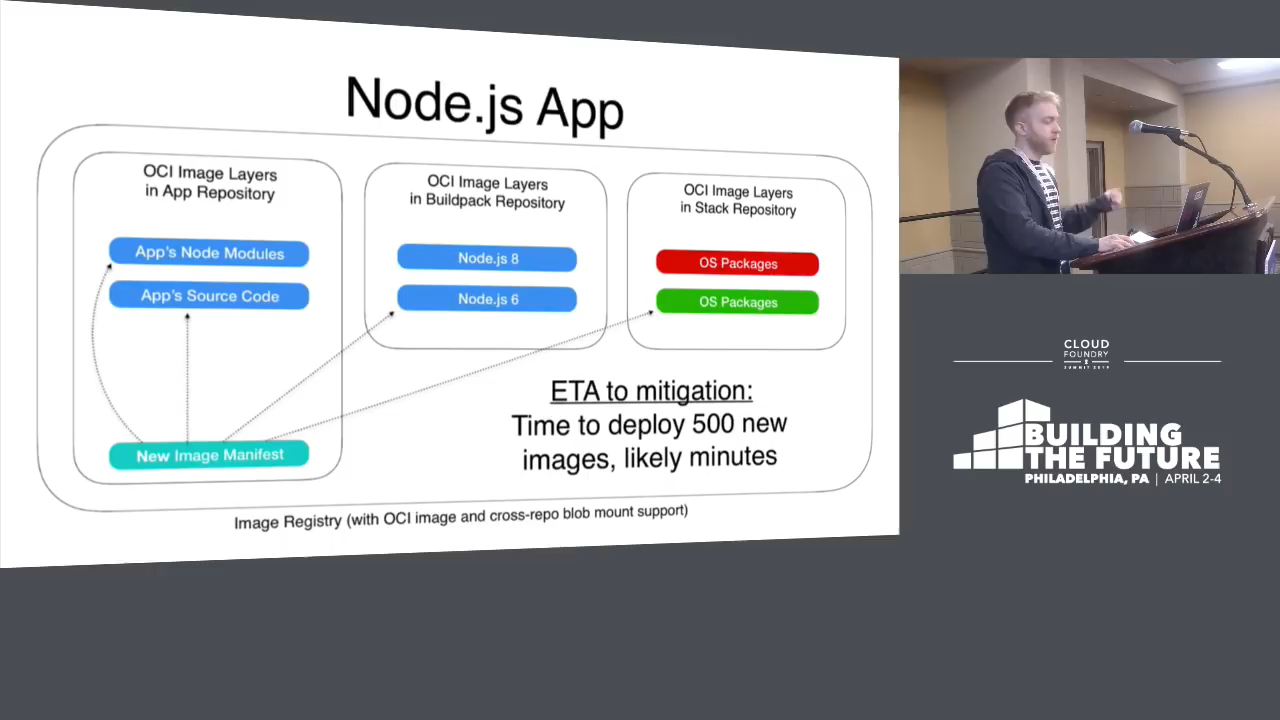 Node.js App
OCI Image Layers
in App Repository
App's Node Modules
App's Source Code
New Image Manifest
OCI Image Layers
in Buildpack Repository
Node.js 8
Node.js 6
OCI Image Layers
in Stack Repository
OS Packages
OS Packages
ETA to mitigation:
Time to deploy 500 new
images, likely minutes
Image Registry (with OCI image and cross-repo blob mount support)
CLOUD
FOUNDRY
SUMMIT 2019
BUILDING
THE FUTURE
PHILADELPHIA, PA | APRIL 2-4